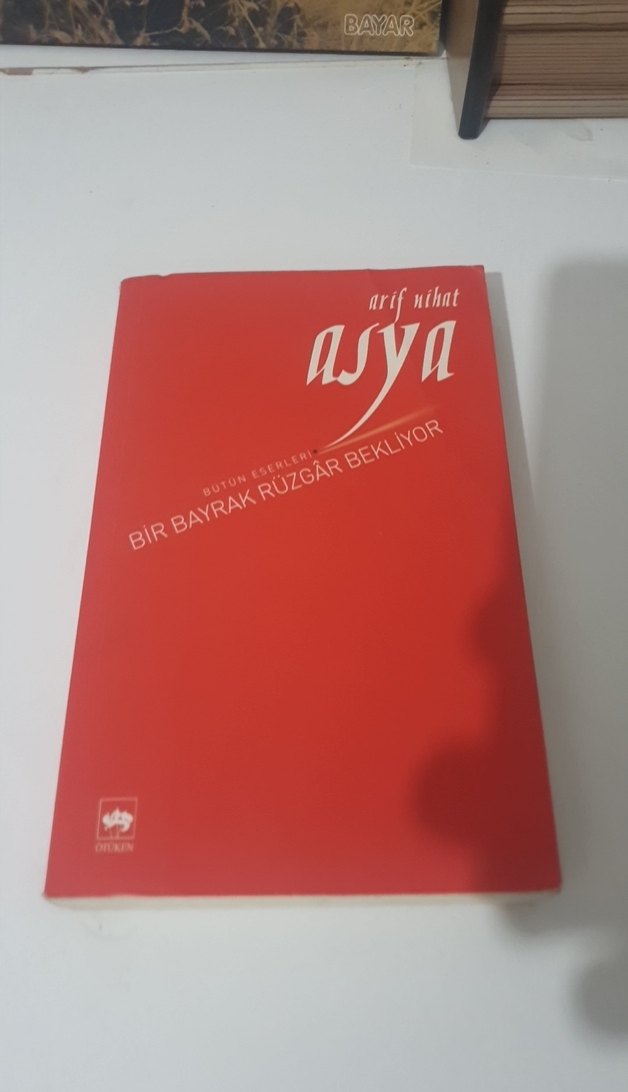 BAYAR
arif nihat
asya
BÜTÜN ESERLERİ
BİR BAYRAK RÜZGÂR BEKLİYOR
ÖTÜKEN